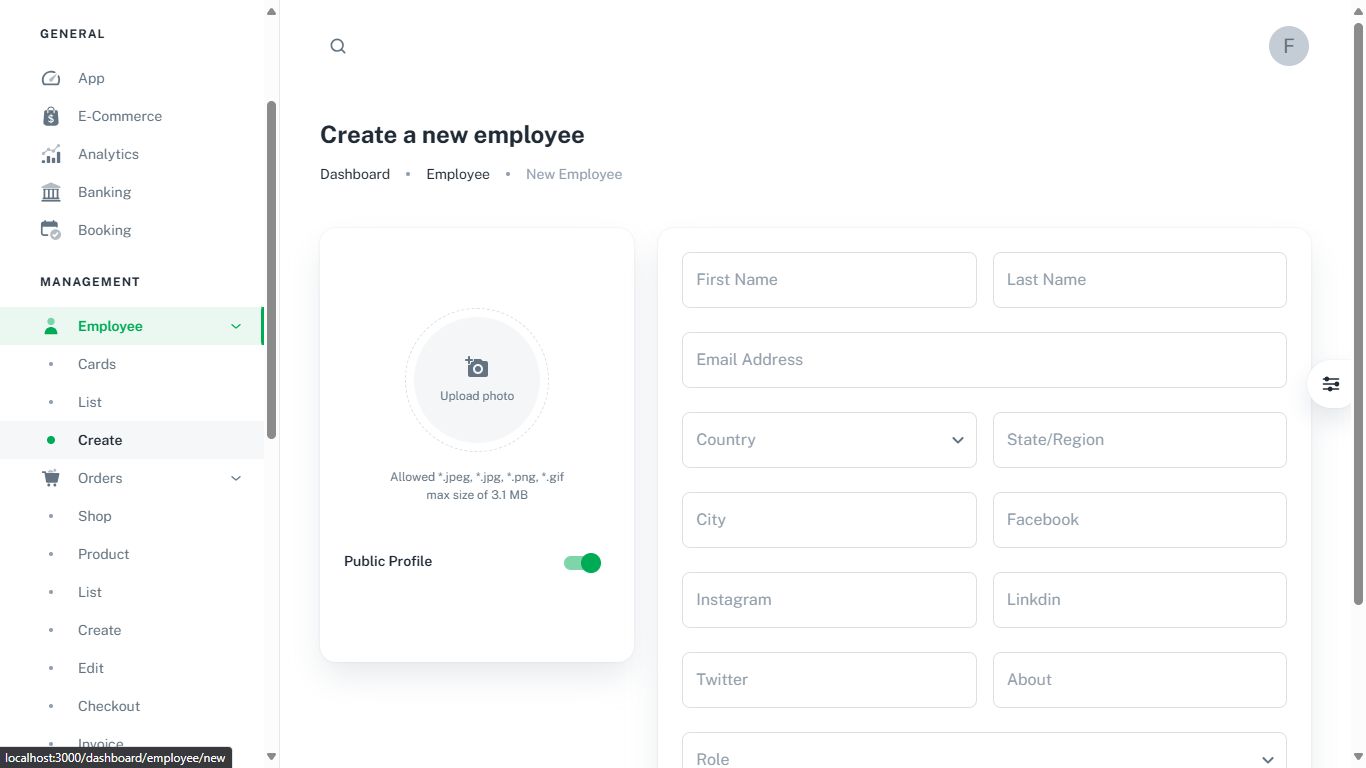 GENERAL
App
E-Commerce
Analytics
Banking
Booking
MANAGEMENT
Employee
Cards
List
Create
Orders
Shop
Product
List
Create
Edit
Checkout
Invoice
localhost:3000/dashboard/employee/new
F
Create a new employee
Dashboard • Employee • New Employee
Upload photo
Allowed *.jpeg, *.jpg, *.png, *.gif
max size of 3.1 MB
Public Profile
First Name
Last Name
Email Address
Country
State/Region
City
Facebook
Instagram
Linkdin
Twitter
About
Role